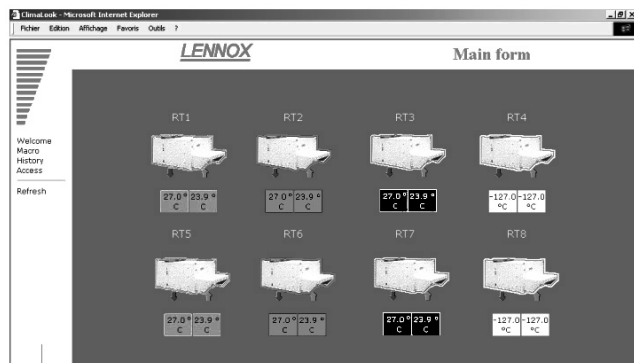 ClimaLook - Microsoft Internet Explorer
Fichier Edition Affichage Favoris Outils ?
LENNOX Main form
Welcome
Macro
History
Access
Refresh
RT1 RT2 RT3 RT4
27.0 ° 23.9 ° 27.0 ° 23.9 ° 27.0 ° 23.9 ° -127.0 -127.0
C C C C C C °C °C
RT5 RT6 RT7 RT8
27.0 ° 23.9 ° 27.0 ° 23.9 ° 27.0 ° 23.9 ° -127.0 -127.0
C C C C C C °C °C